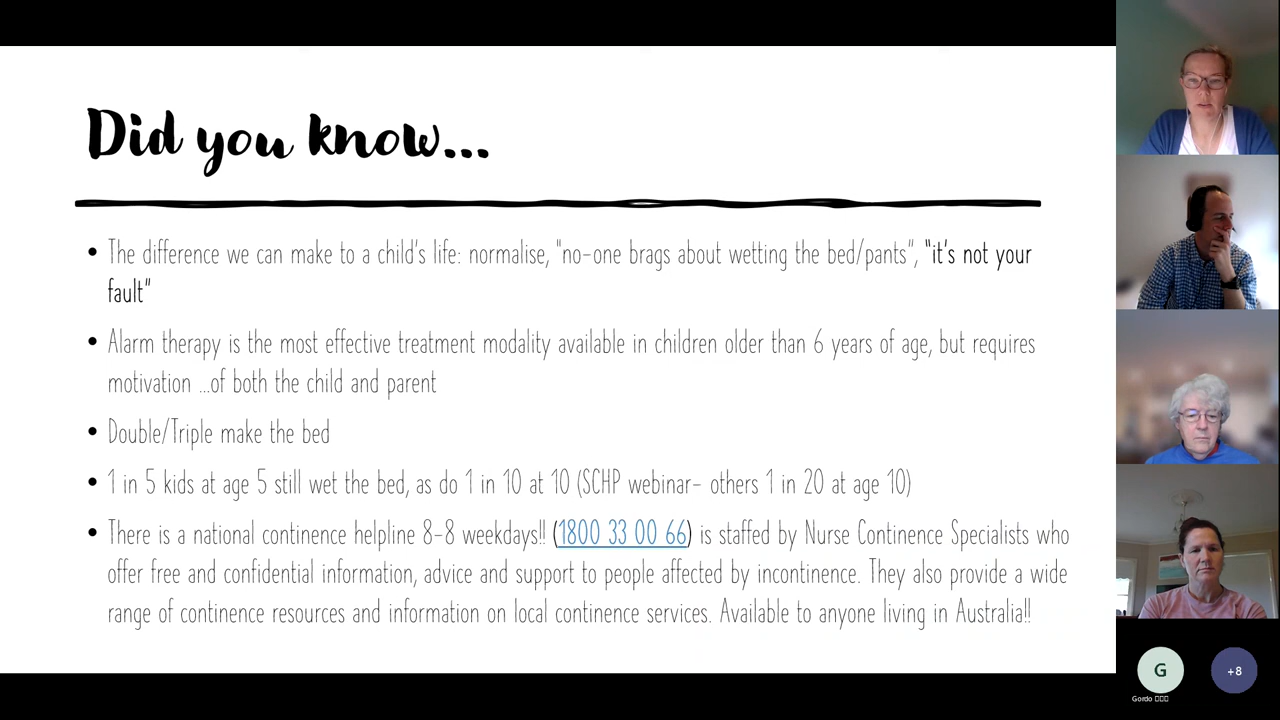 Did you know...
• The difference we can make to a child's life: normalise, "no-one brags about wetting the bed/pants", "it's not your
fault"
• Alarm therapy is the most effective treatment modality available in children older than 6 years of age, but requires
motivation ...of both the child and parent
• Double/Triple make the bed
• 1 in 5 kids at age 5 still wet the bed, as do 1 in 10 at 10 (SCHP webinar- others 1 in 20 at age 10)
• There is a national continence helpline 8-8 weekdays!! (1800 33 00 66) is staffed by Nurse Continence Specialists who
offer free and confidential information, advice and support to people affected by incontinence. They also provide a wide
range of continence resources and information on local continence services. Available to anyone living in Australia!!
G
+8
Gordo